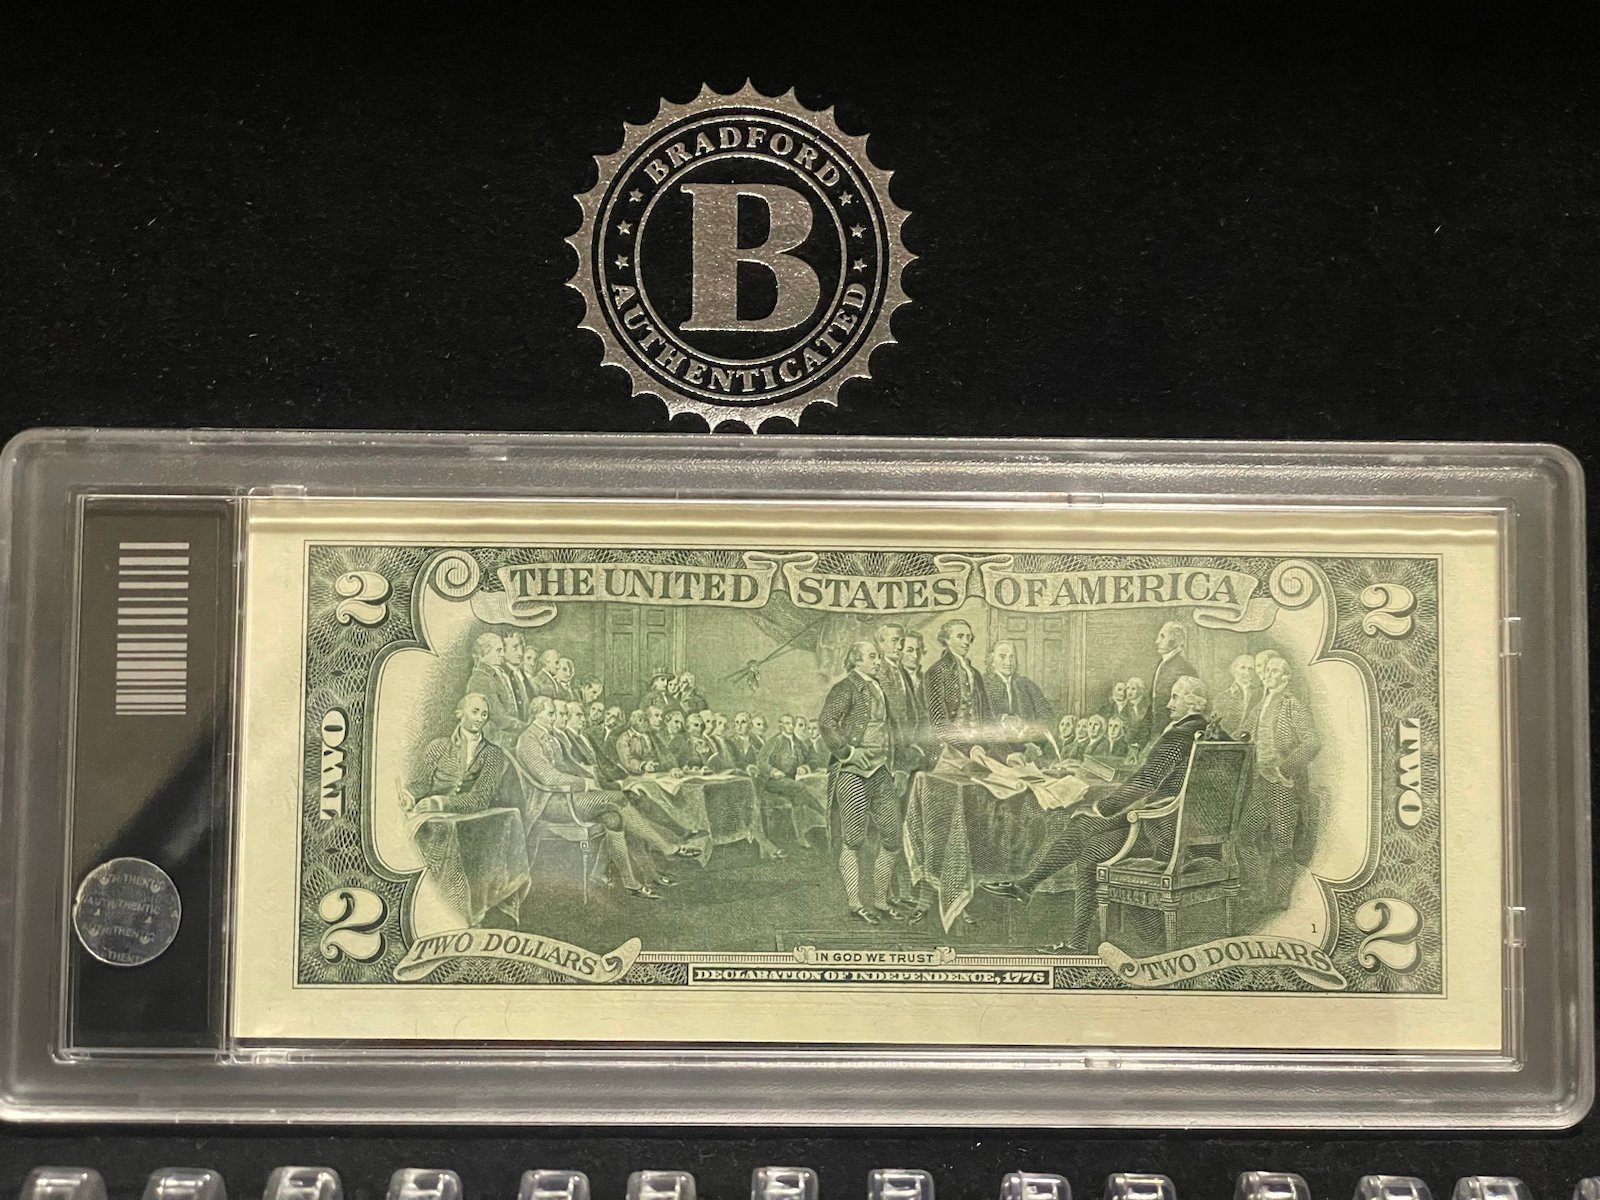 BRADFORD
B
AUTHENTICATED
THE UNITED STATES OF AMERICA
2
2
TWO
TWO
2
2
1
TWO DOLLARS
IN GOD WE TRUST
TWO DOLLARS
DECLARATION OF INDEPENDENCE, 1776
AUTHENTIC